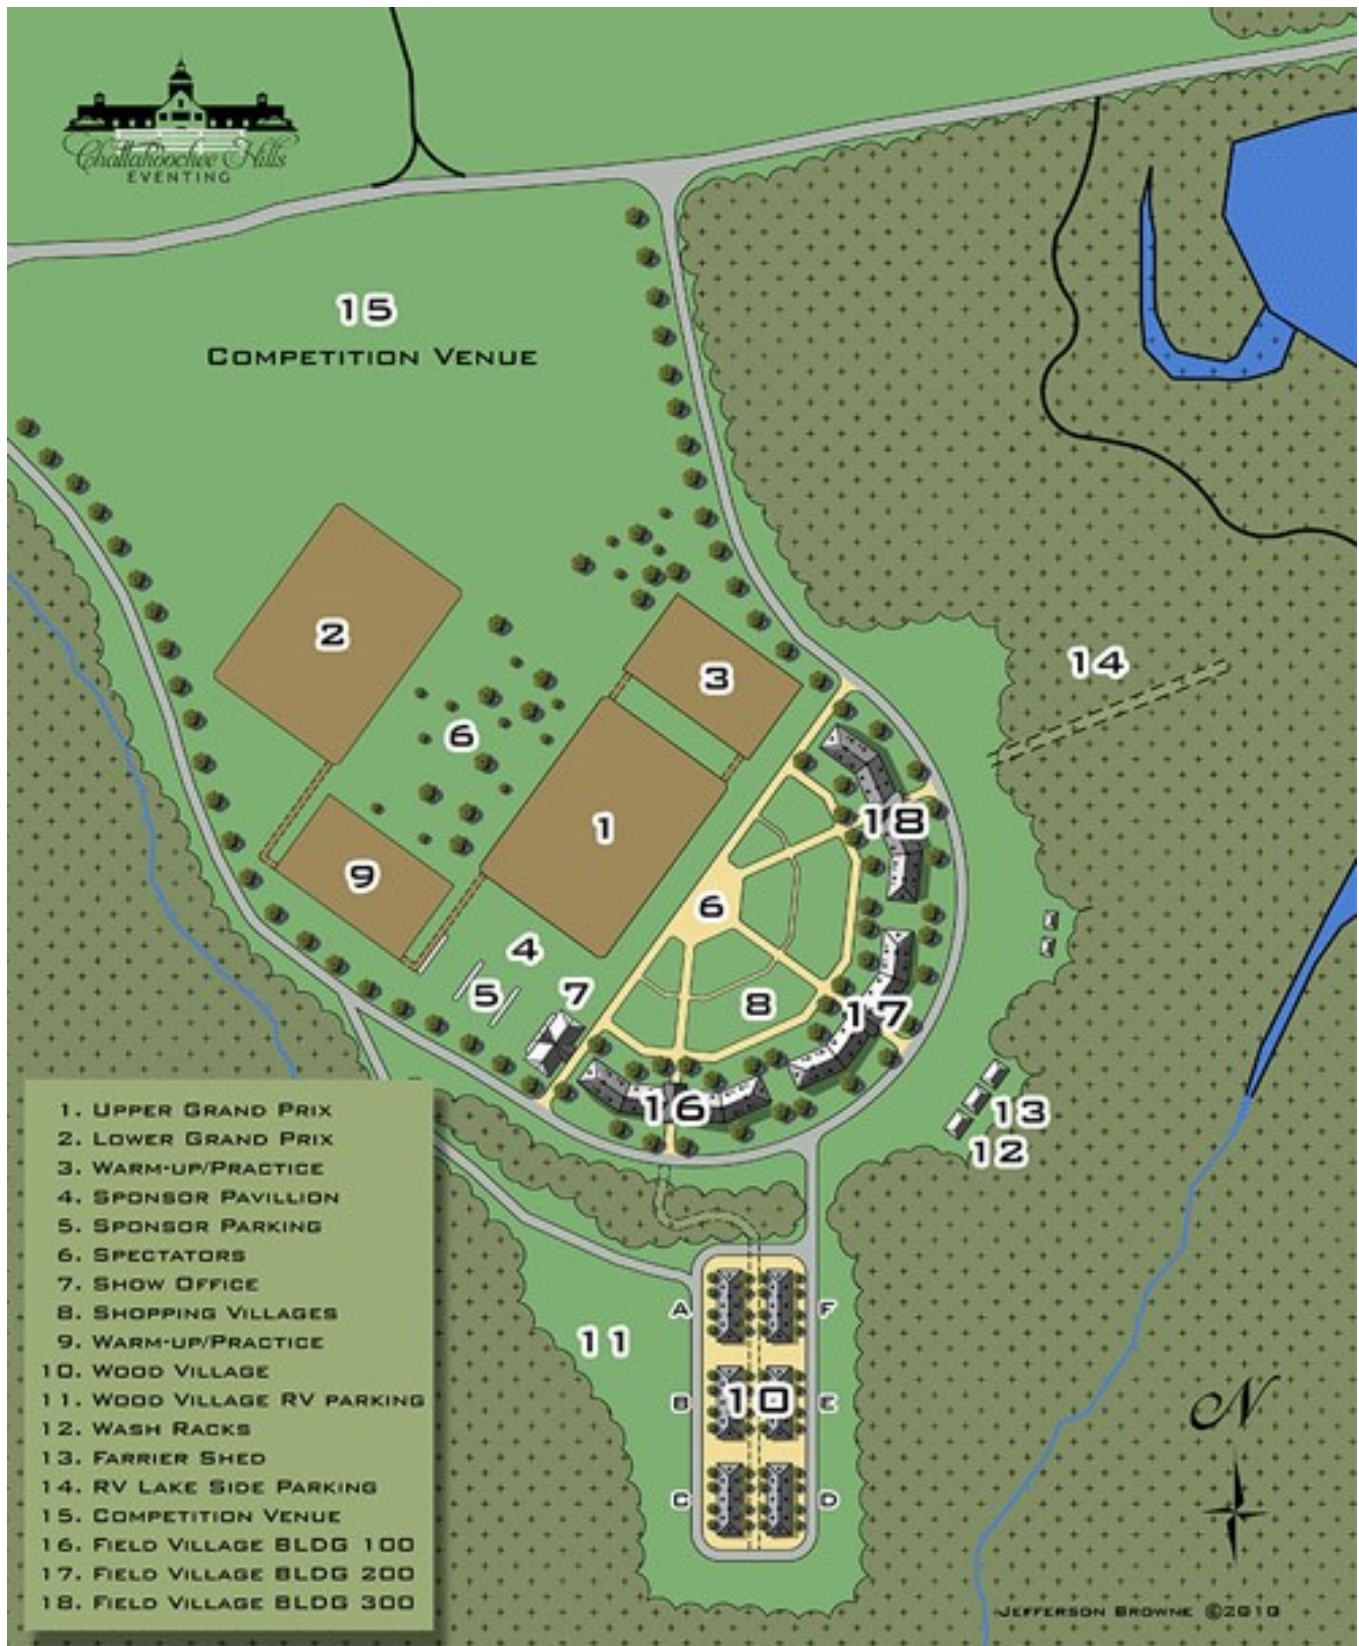 Chattahoochee Hills
EVENTING
15
COMPETITION VENUE
2
3
14
6
1
18
9
6
4
5
7
8
17
16
13
12
A
F
11
B
10
E
C
D
N
1. UPPER GRAND PRIX
2. LOWER GRAND PRIX
3. WARM-UP/PRACTICE
4. SPONSOR PAVILLION
5. SPONSOR PARKING
6. SPECTATORS
7. SHOW OFFICE
8. SHOPPING VILLAGES
9. WARM-UP/PRACTICE
10. WOOD VILLAGE
11. WOOD VILLAGE RV PARKING
12. WASH RACKS
13. FARRIER SHED
14. RV LAKE SIDE PARKING
15. COMPETITION VENUE
16. FIELD VILLAGE BLDG 100
17. FIELD VILLAGE BLDG 200
18. FIELD VILLAGE BLDG 300
JEFFERSON BROWNE ©2010